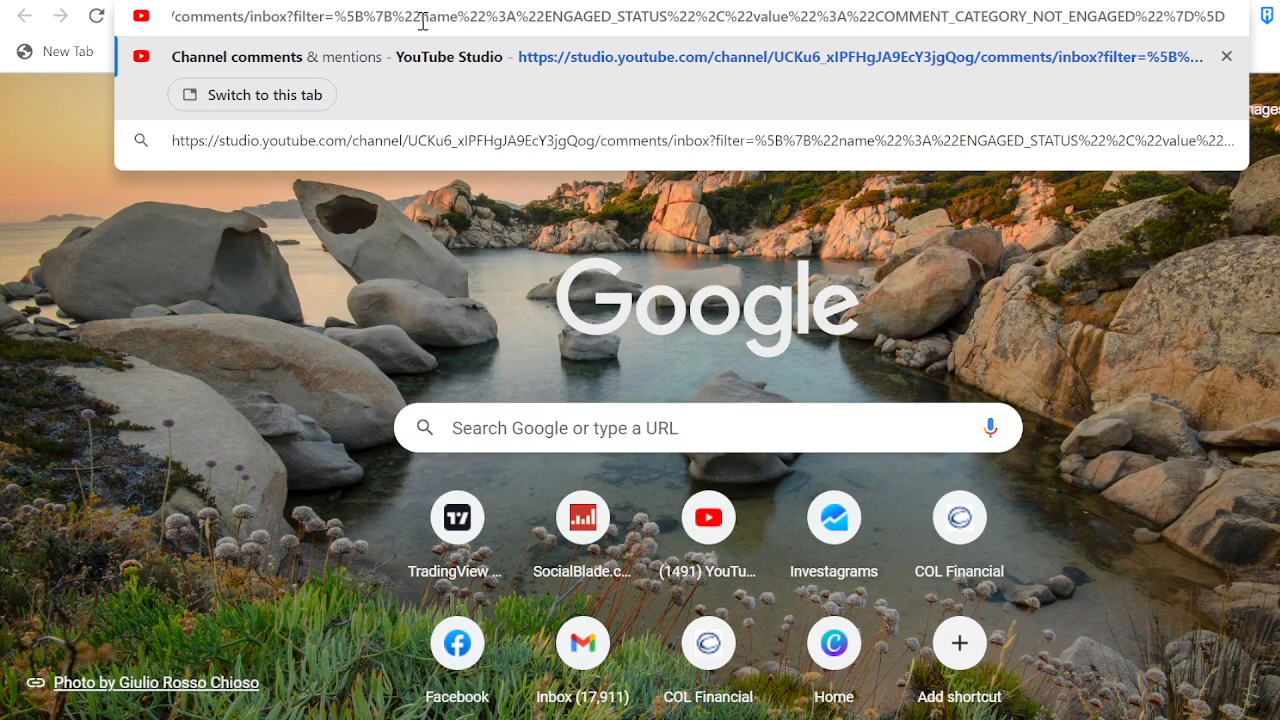 /comments/inbox?filter=%5B%7B%22name%22%3A%22ENGAGED_STATUS%22%2C%22value%22%3A%22COMMENT_CATEGORY_NOT_ENGAGED%22%7D%5D
New Tab
Channel comments & mentions - YouTube Studio - https://studio.youtube.com/channel/UCKu6_xIPFHgJA9EcY3jgQog/comments/inbox?filter=%5B%...
Switch to this tab
https://studio.youtube.com/channel/UCKu6_xIPFHgJA9EcY3jgQog/comments/inbox?filter=%5B%7B%22name%22%3A%22ENGAGED_STATUS%22%2C%22value%22...
Google
Search Google or type a URL
TradingView ...
SocialBlade.c...
(1491) YouTu...
Investagrams
COL Financial
Facebook
Inbox (17,911)
COL Financial
Home
Add shortcut
Photo by Giulio Rosso Chioso